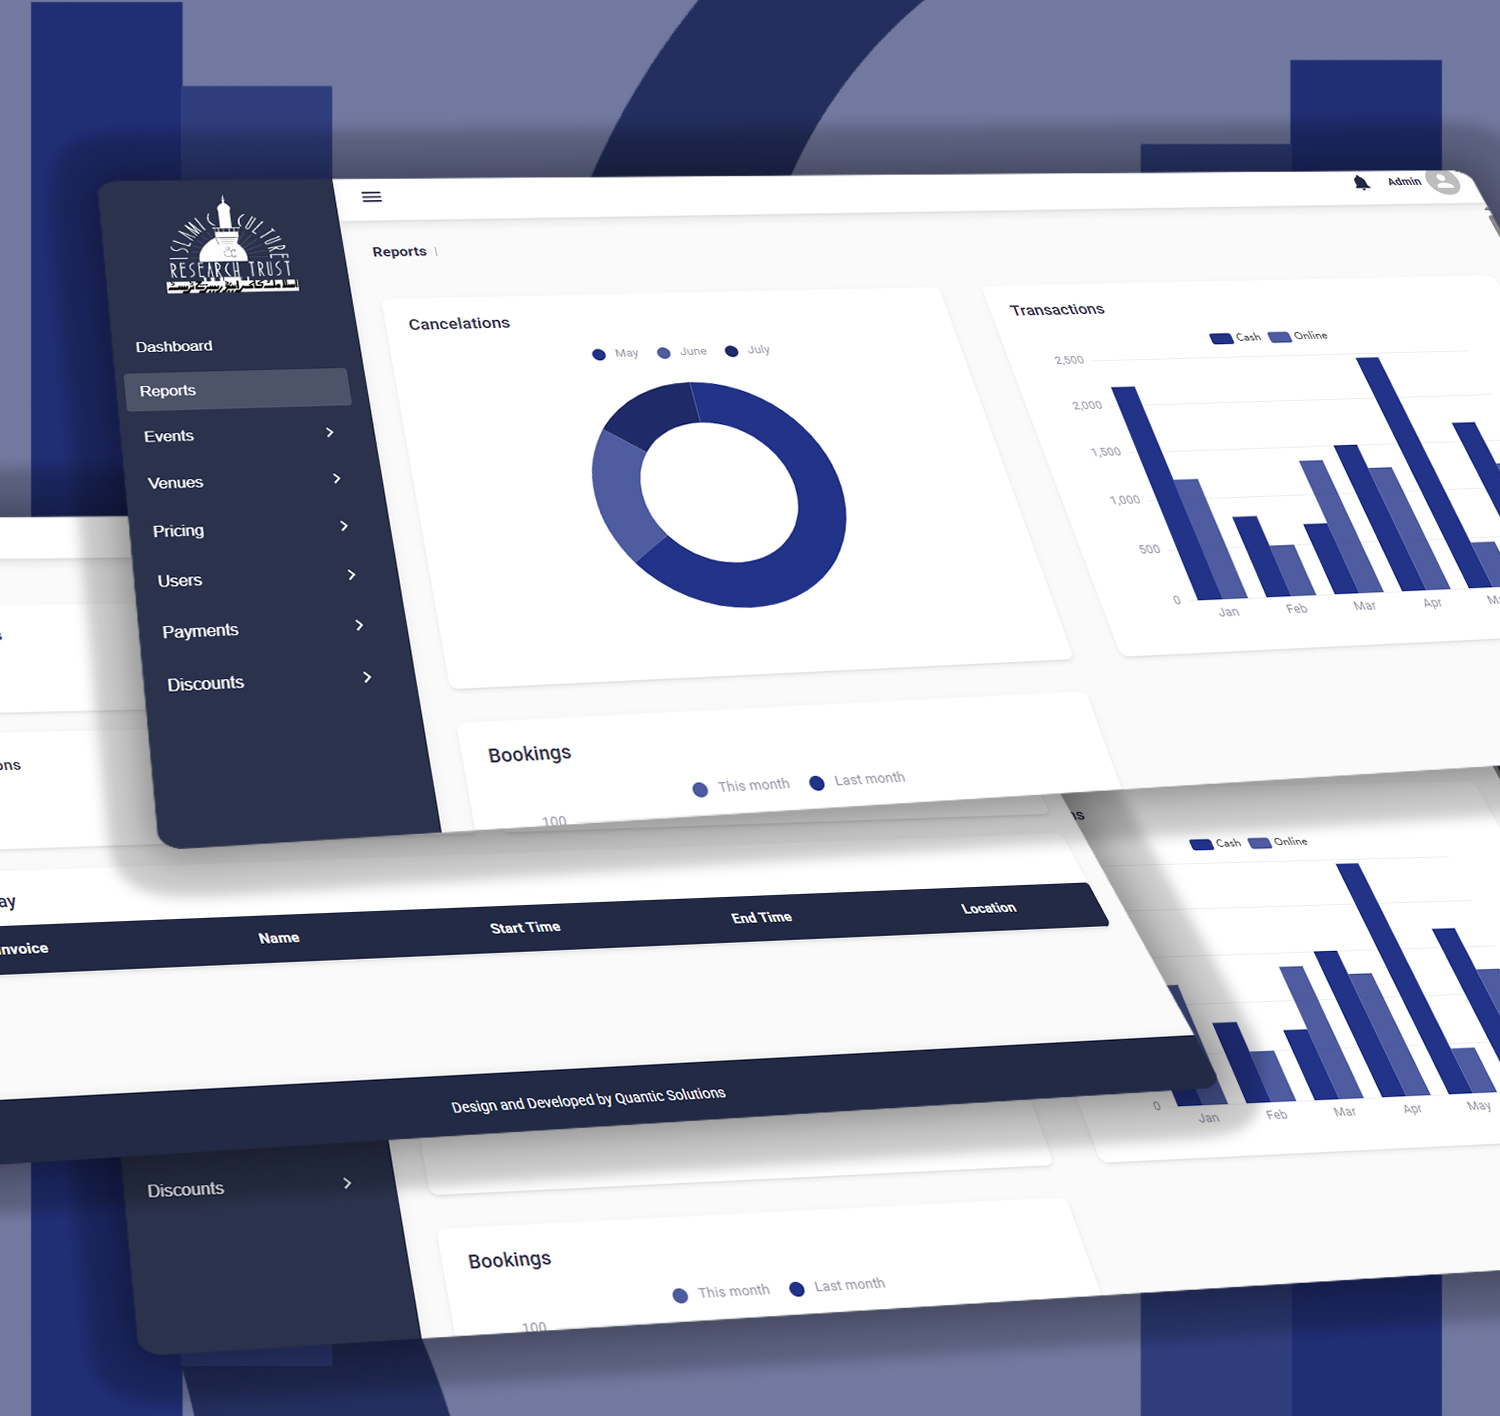 ISLAMIC CULTURE
RESEARCH TRUST
Admin
Reports
Dashboard
Reports
Events
Venues
Pricing
Users
Payments
Discounts
Cancelations
May June July
Transactions
Cash Online
2,500
2,000
1,500
1,000
500
0
Jan Feb Mar Apr
Bookings
This month Last month
100
ons
ay
nvoice Name Start Time End Time Location
Design and Developed by Quantic Solutions
ns
Cash Online
0
Jan Feb Mar Apr May
Discounts
Bookings
This month Last month
100